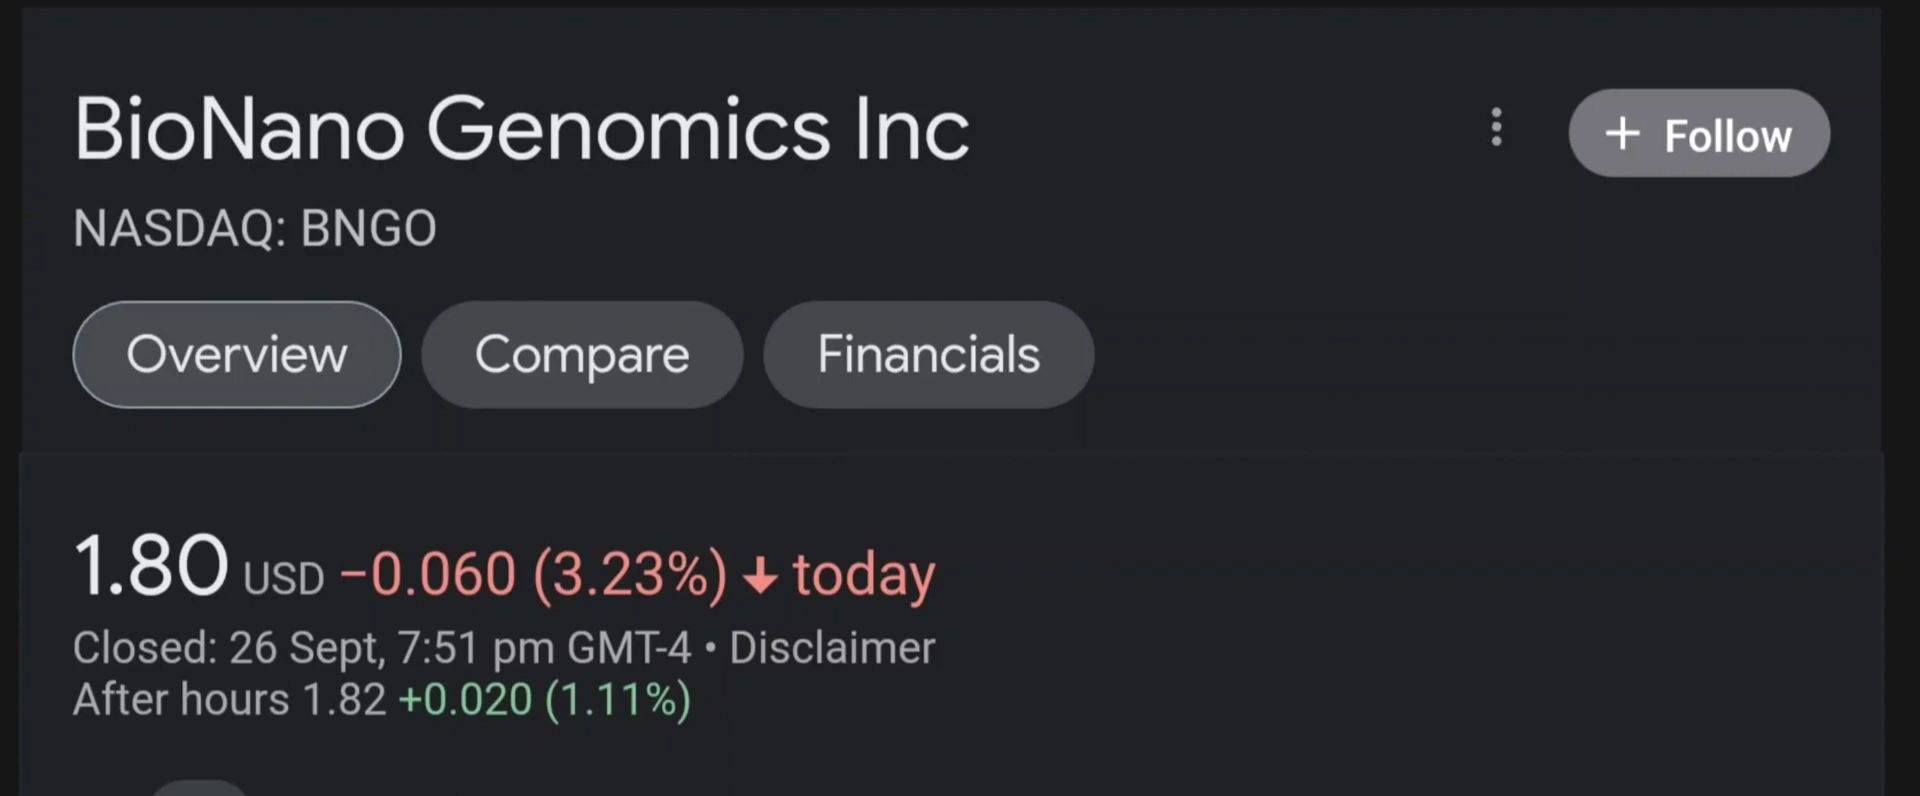 BioNano Genomics Inc
+ Follow
NASDAQ: BNGO
Overview
Compare
Financials
1.80 USD −0.060 (3.23%) ↓ today
Closed: 26 Sept, 7:51 pm GMT-4 • Disclaimer
After hours 1.82 +0.020 (1.11%)